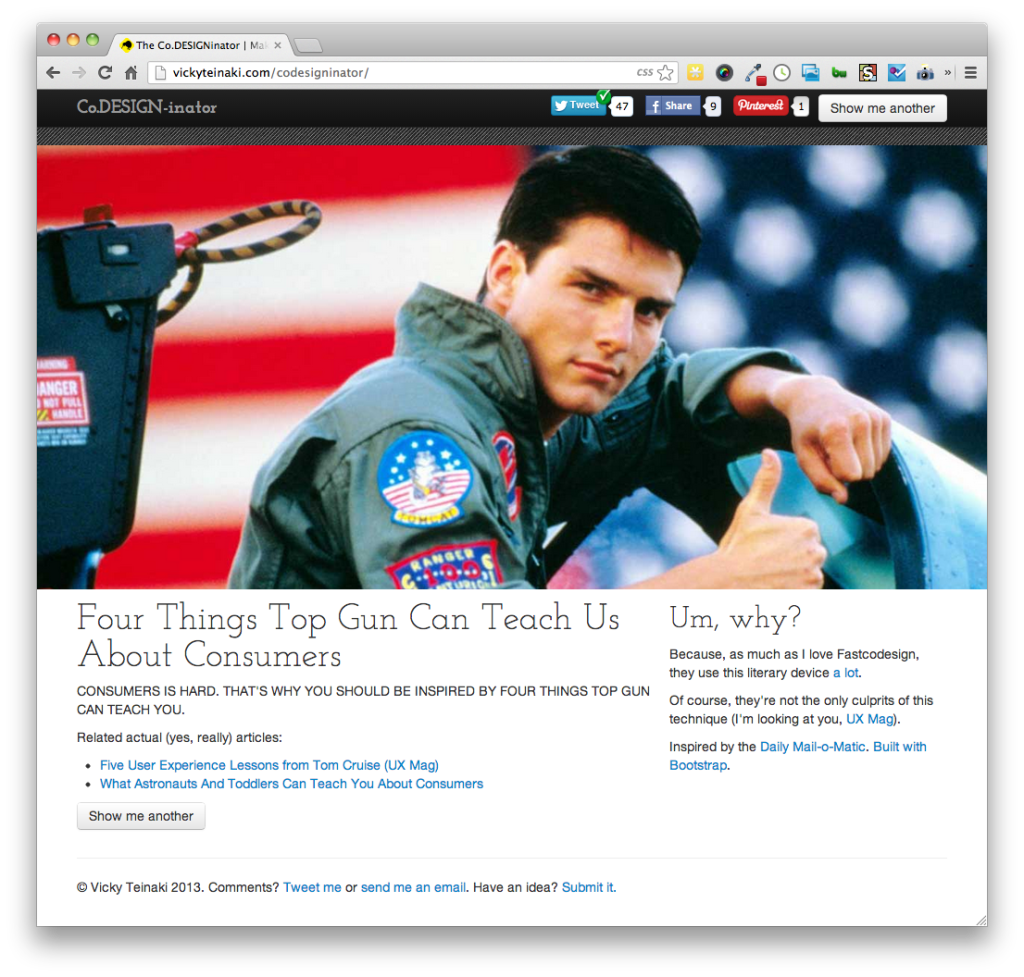 The Co.DESIGNinator | Mak
vickyteinaki.com/codesigninator/
css
Co.DESIGN-inator
Tweet 47
Share 9
Pinterest 1
Show me another
DANGER
DO NOT PULL
HANDLE
TOMCAT
RANGER
Four Things Top Gun Can Teach Us
About Consumers
CONSUMERS IS HARD. THAT'S WHY YOU SHOULD BE INSPIRED BY FOUR THINGS TOP GUN
CAN TEACH YOU.
Related actual (yes, really) articles:
• Five User Experience Lessons from Tom Cruise (UX Mag)
• What Astronauts And Toddlers Can Teach You About Consumers
Show me another
Um, why?
Because, as much as I love Fastcodesign,
they use this literary device a lot.
Of course, they're not the only culprits of this
technique (I'm looking at you, UX Mag).
Inspired by the Daily Mail-o-Matic. Built with
Bootstrap.
© Vicky Teinaki 2013. Comments? Tweet me or send me an email. Have an idea? Submit it.